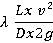 λ Lx v²
Dx2g